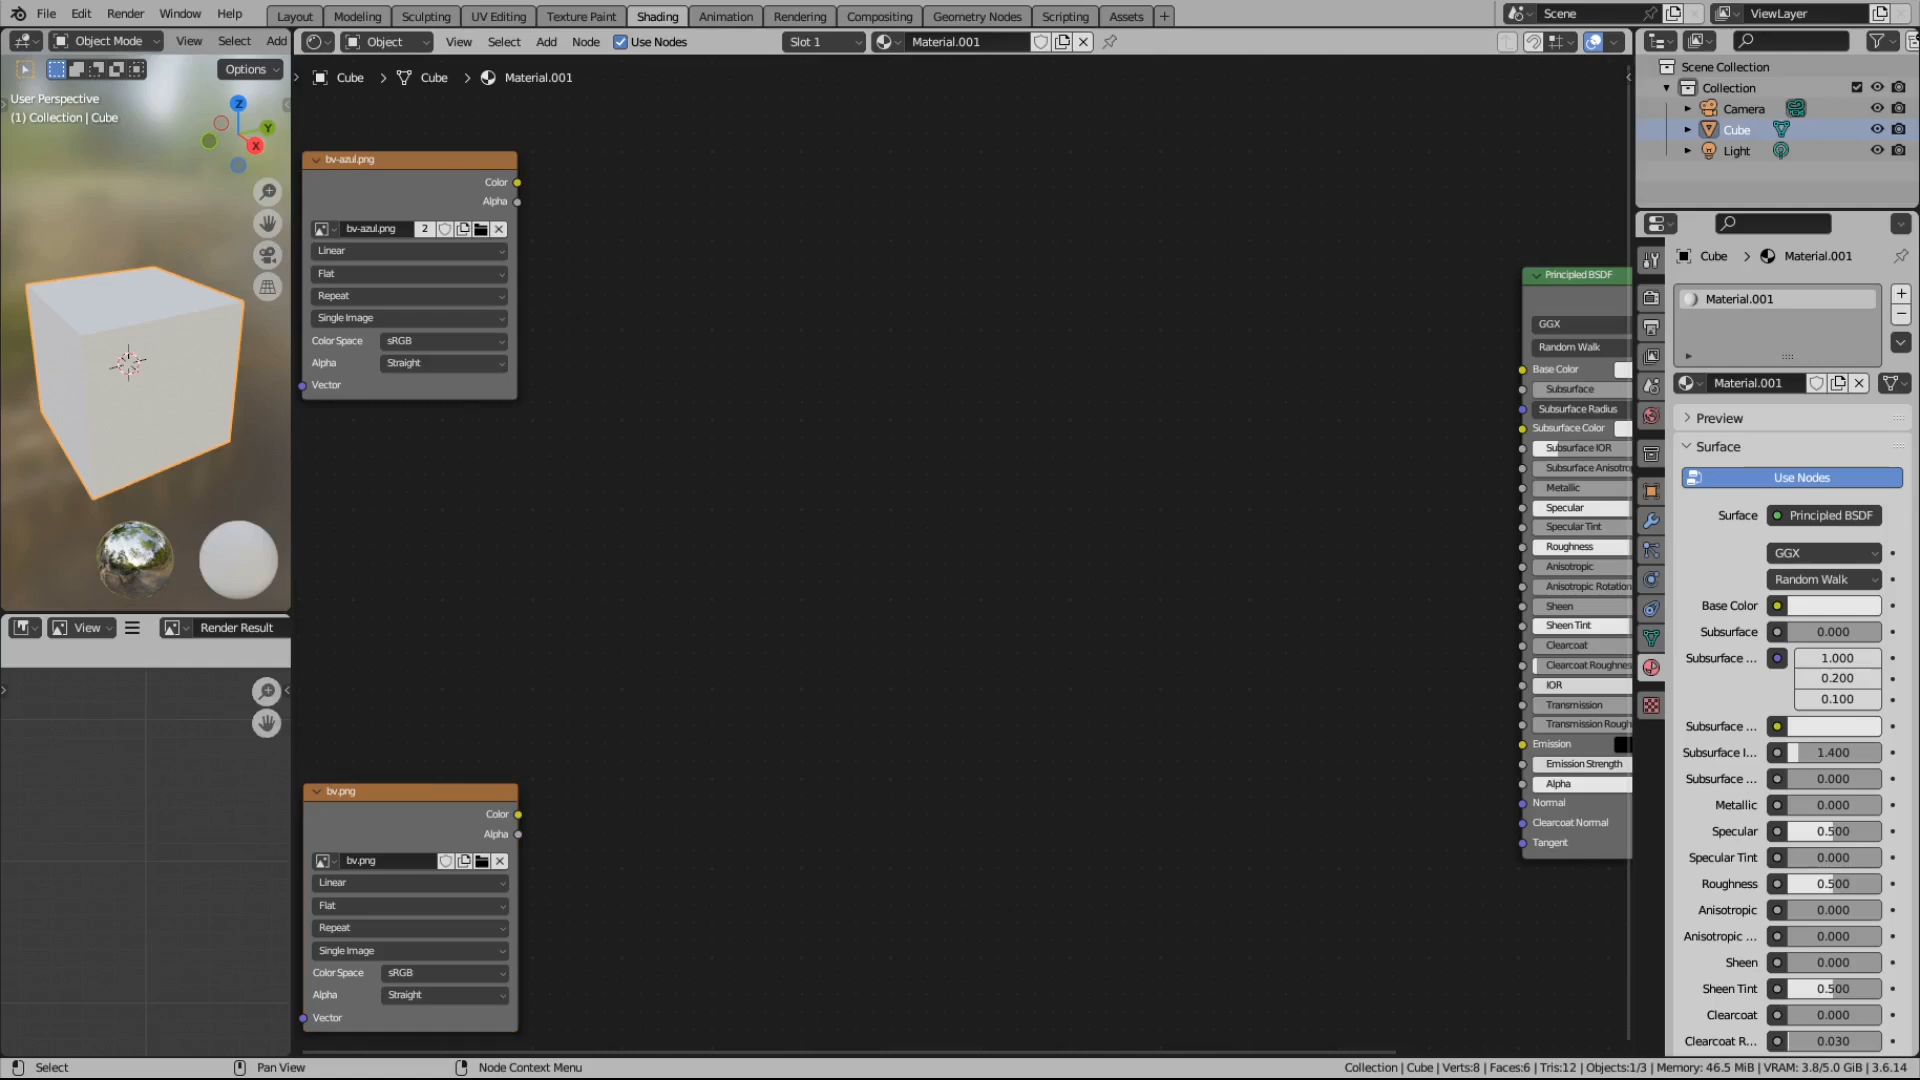 File Edit Render Window Help Layout Modeling Sculpting UV Editing Texture Paint Shading Animation Rendering Compositing Geometry Nodes Scripting Assets + Scene ViewLayer
Object Mode View Select Add
Object View Select Add Node Use Nodes Slot 1 Material.001
Options
User Perspective
(1) Collection | Cube
Z
Y
X
View Render Result
Cube > Cube > Material.001
bv-azul.png
Color
Alpha
bv-azul.png 2
Linear
Flat
Repeat
Single Image
Color Space sRGB
Alpha Straight
Vector
bv.png
Color
Alpha
bv.png
Linear
Flat
Repeat
Single Image
Color Space sRGB
Alpha Straight
Vector
Principled BSDF
GGX
Random Walk
Base Color
Subsurface
Subsurface Radius
Subsurface Color
Subsurface IOR
Subsurface Anisotro
Metallic
Specular
Specular Tint
Roughness
Anisotropic
Anisotropic Rotation
Sheen
Sheen Tint
Clearcoat
Clearcoat Roughnes
IOR
Transmission
Transmission Rough
Emission
Emission Strength
Alpha
Normal
Clearcoat Normal
Tangent
Scene Collection
Collection
Camera
Cube
Light
Cube > Material.001
Material.001
Material.001
Preview
Surface
Use Nodes
Surface Principled BSDF
GGX
Random Walk
Base Color
Subsurface 0.000
Subsurface ... 1.000
0.200
0.100
Subsurface ...
Subsurface I... 1.400
Subsurface ... 0.000
Metallic 0.000
Specular 0.500
Specular Tint 0.000
Roughness 0.500
Anisotropic 0.000
Anisotropic ... 0.000
Sheen 0.000
Sheen Tint 0.500
Clearcoat 0.000
Clearcoat R... 0.030
Select Pan View Node Context Menu Collection | Cube | Verts:8 | Faces:6 | Tris:12 | Objects:1/3 | Memory: 46.5 MiB | VRAM: 3.8/5.0 GiB | 3.6.14